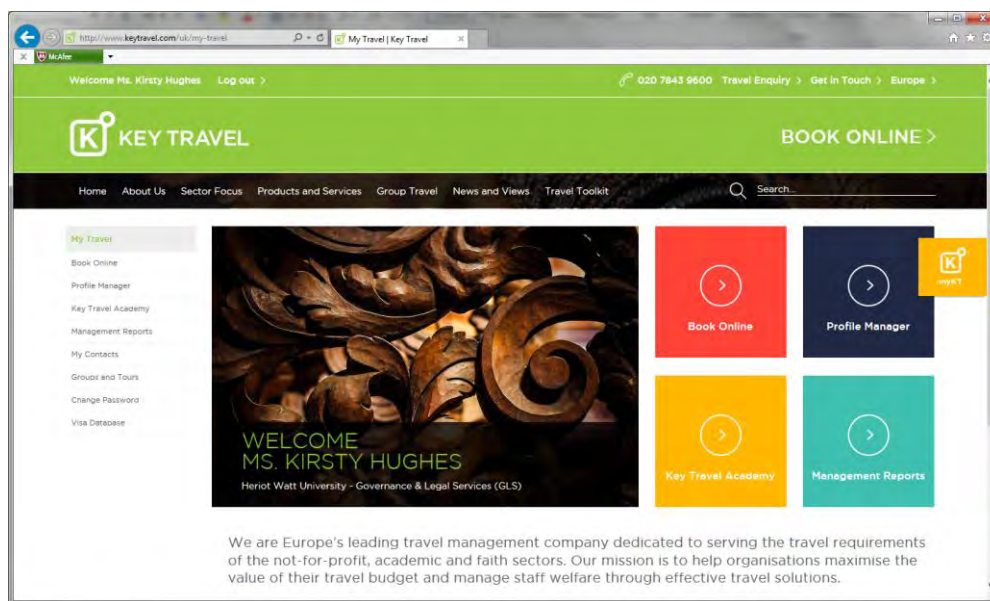 http://www.keytravel.com/uk/my-travel
My Travel | Key Travel
McAfee
Welcome Ms. Kirsty Hughes Log out >
020 7843 9600 Travel Enquiry > Get in Touch > Europe >
K KEY TRAVEL
BOOK ONLINE >
Home About Us Sector Focus Products and Services Group Travel News and Views Travel Toolkit
Search...
My Travel
Book Online
Profile Manager
Key Travel Academy
Management Reports
My Contacts
Groups and Tours
Change Password
Visa Database
WELCOME
MS. KIRSTY HUGHES
Heriot Watt University - Governance & Legal Services (GLS)
Book Online
Profile Manager
Key Travel Academy
Management Reports
K
myKT
We are Europe's leading travel management company dedicated to serving the travel requirements
of the not-for-profit, academic and faith sectors. Our mission is to help organisations maximise the
value of their travel budget and manage staff welfare through effective travel solutions.